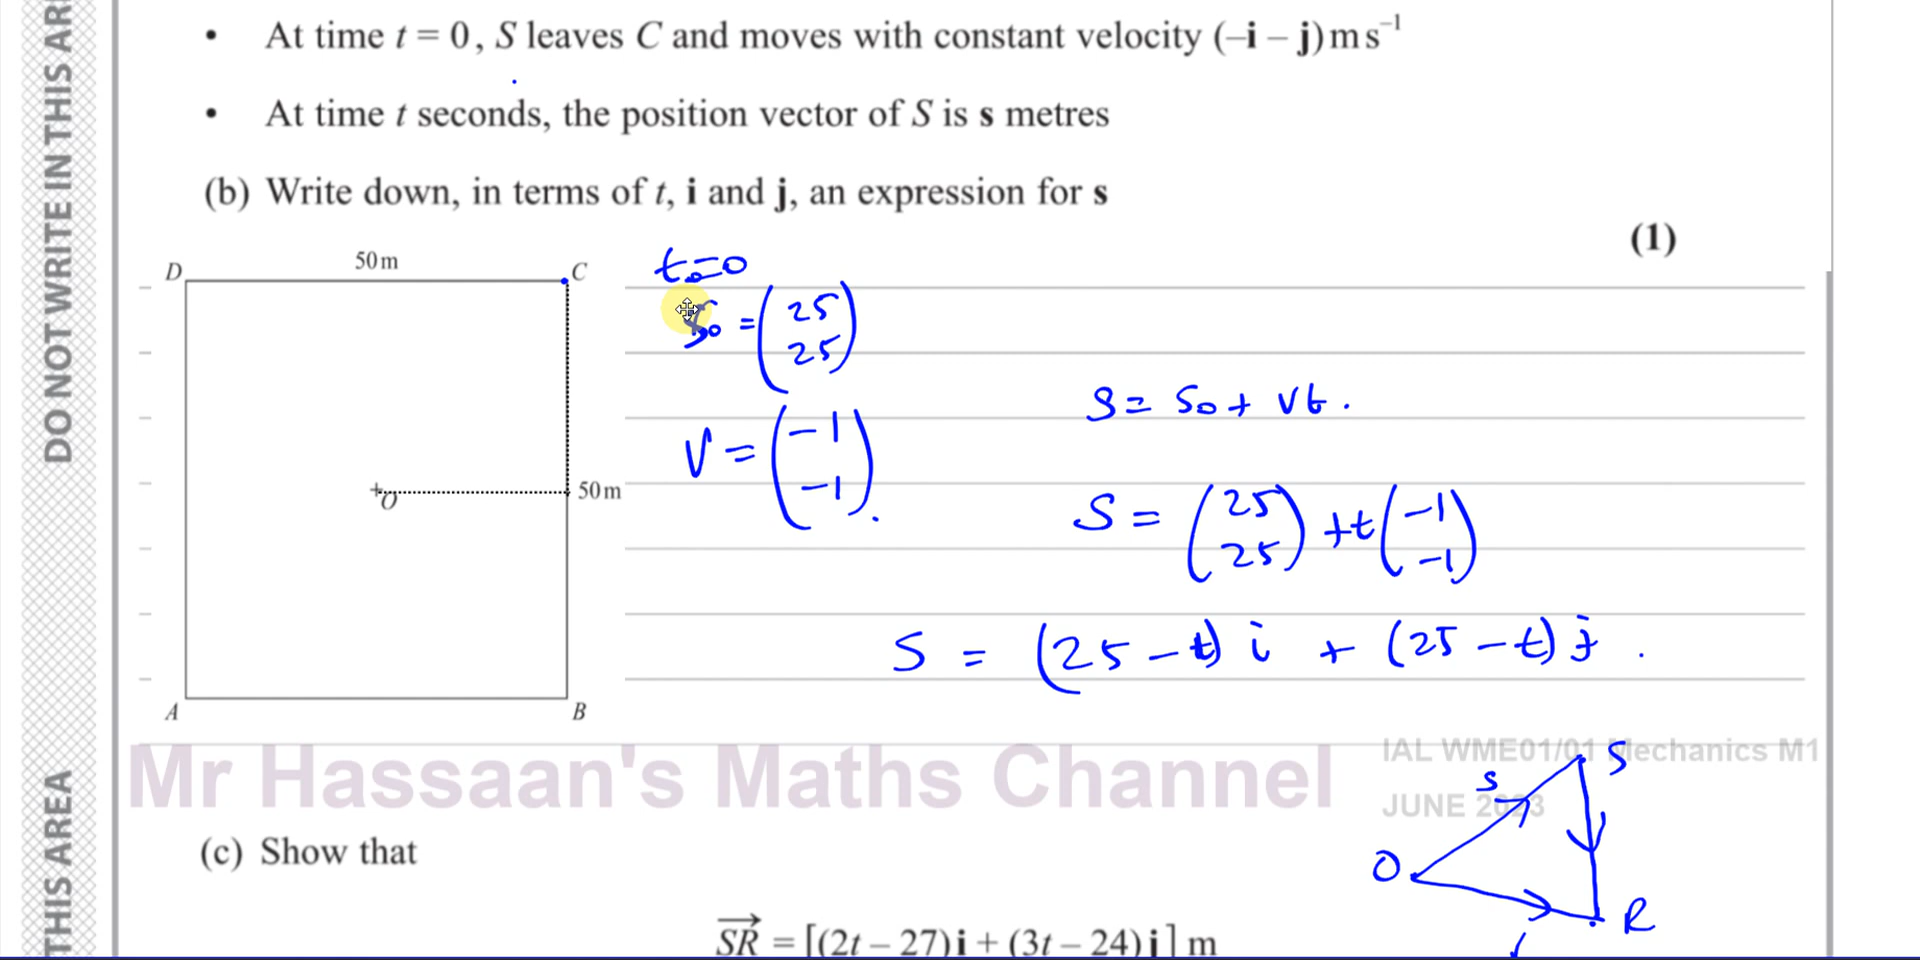 • At time t = 0, S leaves C and moves with constant velocity (–i – j) m s⁻¹
• At time t seconds, the position vector of S is s metres
(b) Write down, in terms of t, i and j, an expression for s
(1)
D 50 m C
t=0
S₀ = (25 25)
V = (-1 -1).
S = S₀ + Vt.
O 50 m
S = (25 25) + t(-1 -1)
S = (25 - t) i + (25 - t) j .
A B
Mr Hassaan's Maths Channel
IAL WME01/01 Mechanics M1
JUNE 2023
S
s
O
R
(c) Show that
SR = [(2t – 27)i + (3t – 24)j] m
DO NOT WRITE IN THIS AR
THIS AREA